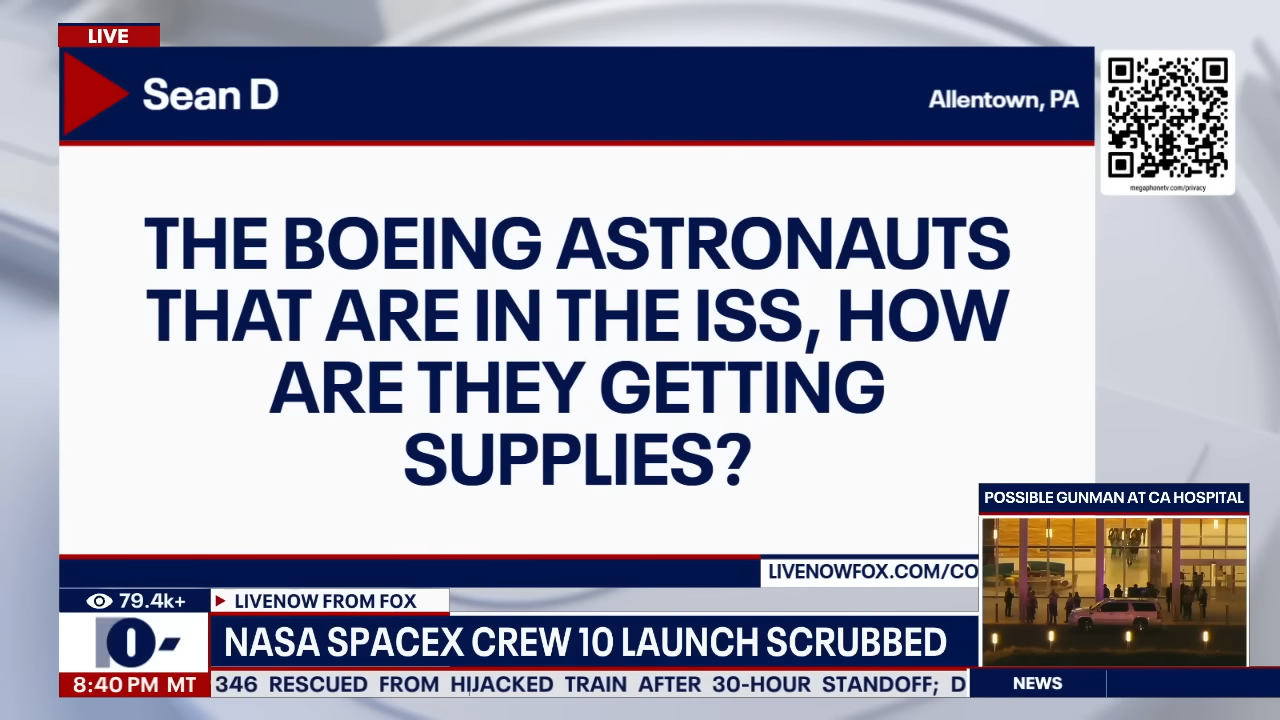 LIVE
Sean D
Allentown, PA
megaphonetv.com/privacy
THE BOEING ASTRONAUTS
THAT ARE IN THE ISS, HOW
ARE THEY GETTING
SUPPLIES?
POSSIBLE GUNMAN AT CA HOSPITAL
LIVENOWFOX.COM/CO
79.4k+
LIVENOW FROM FOX
NASA SPACEX CREW 10 LAUNCH SCRUBBED
8:40 PM MT
346 RESCUED FROM HIJACKED TRAIN AFTER 30-HOUR STANDOFF; D
NEWS